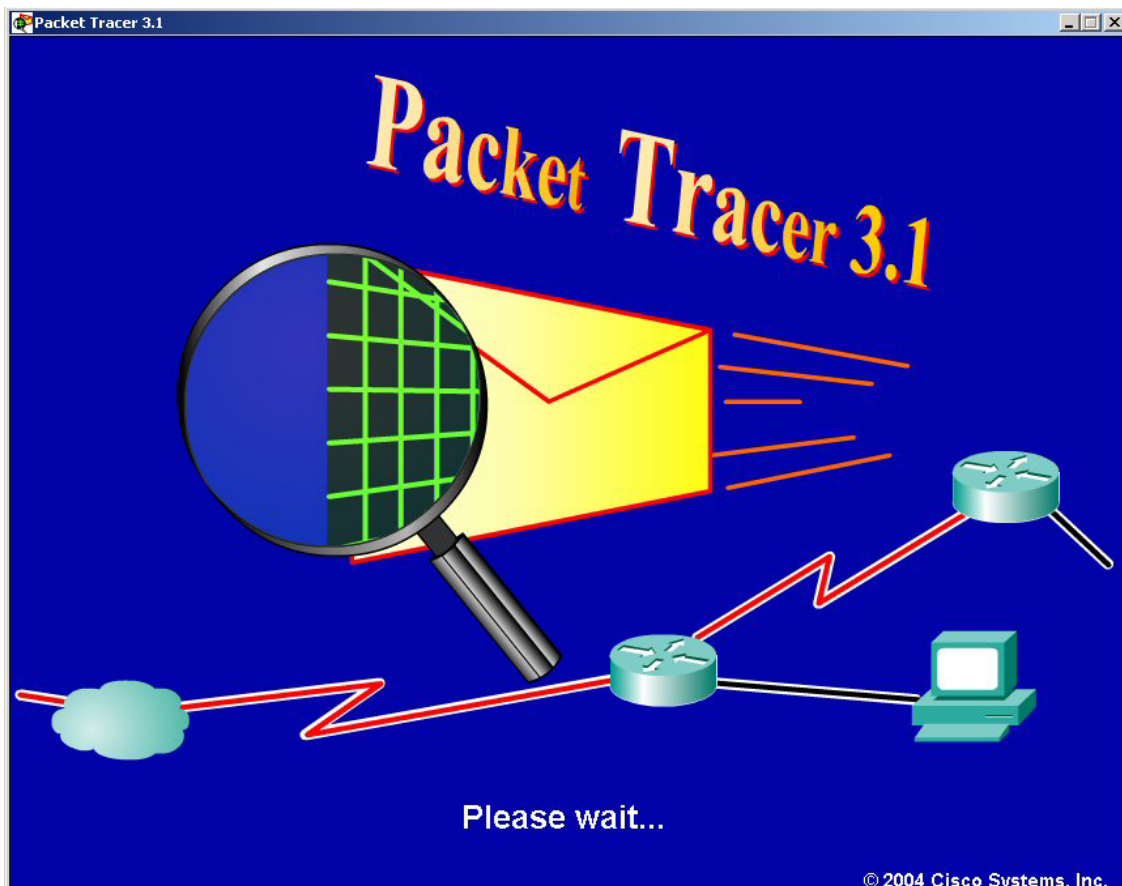 Packet Tracer 3.1
Packet Tracer 3.1
Please wait...
© 2004 Cisco Systems, Inc.